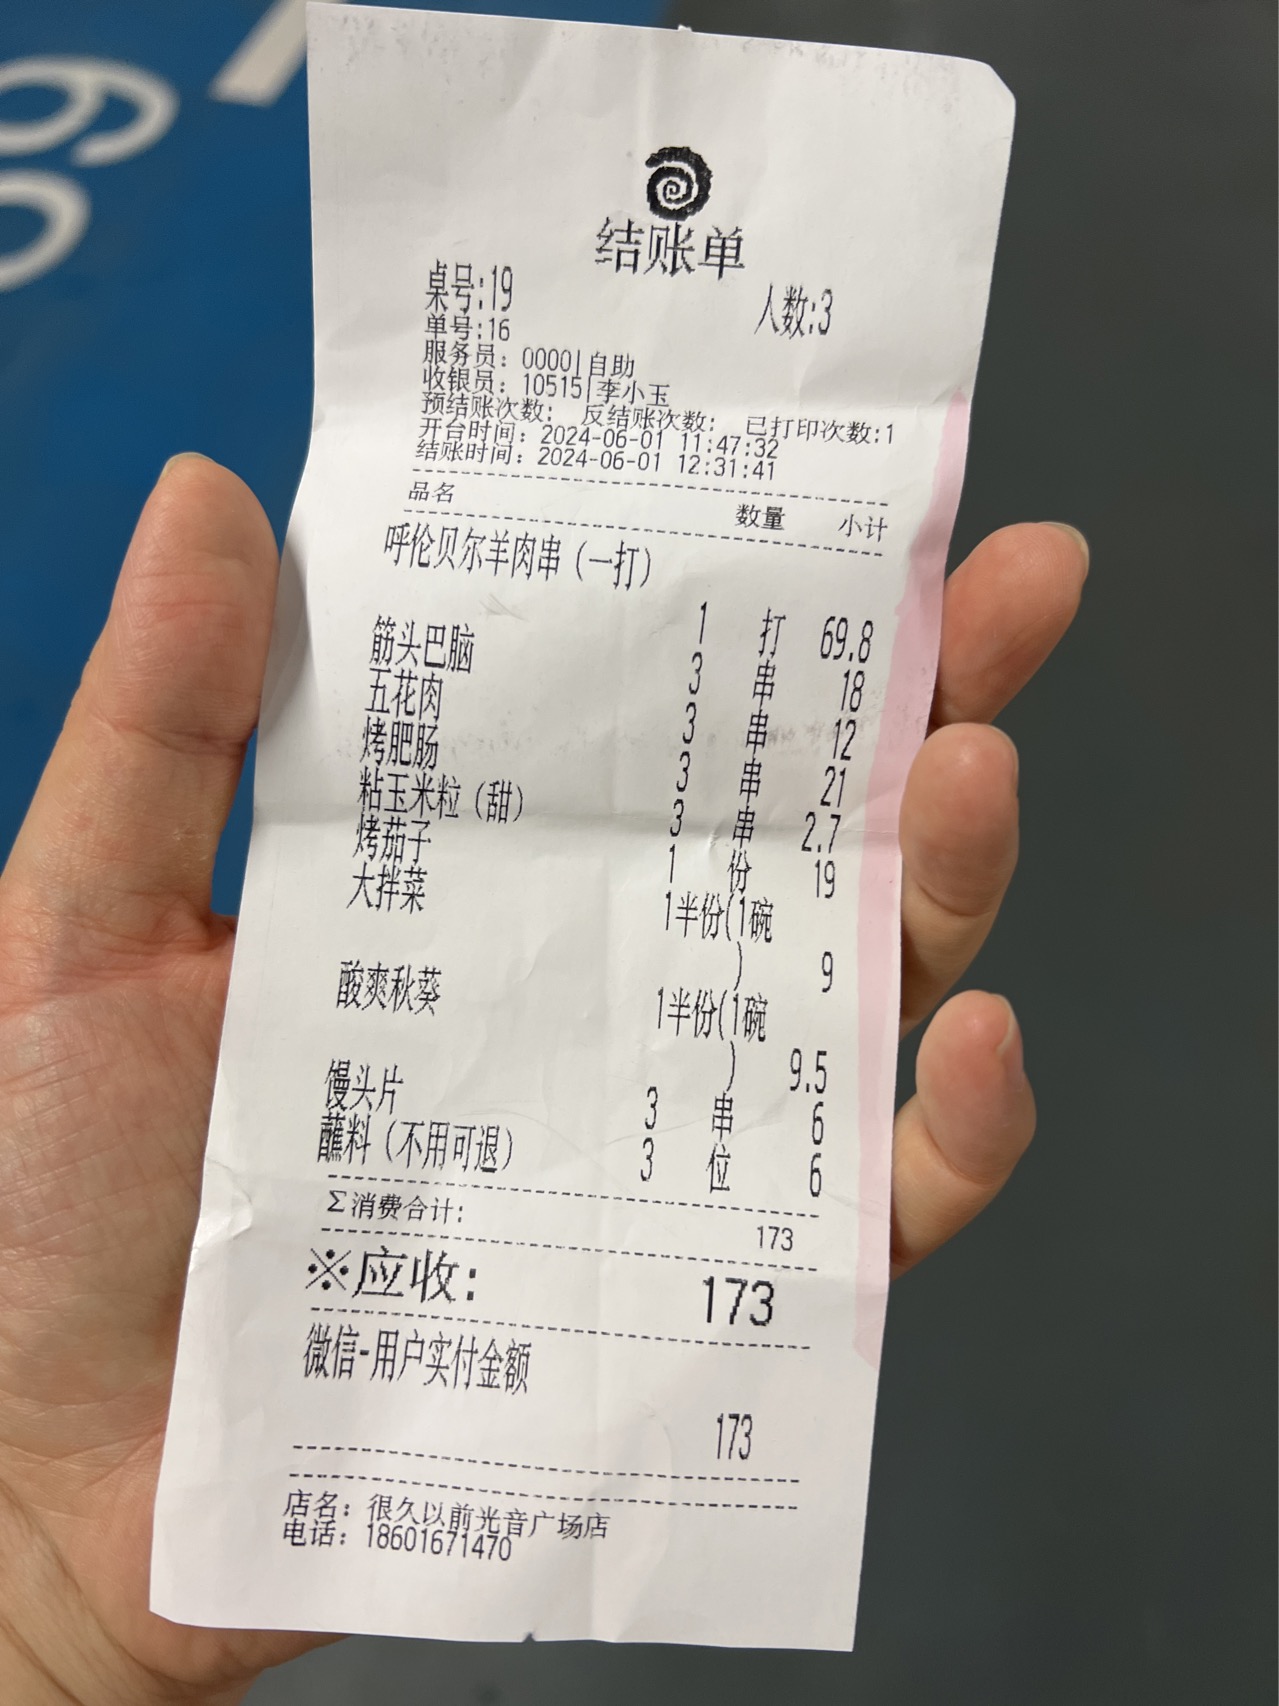 结账单
桌号:19 人数:3
单号:16
服务员: 0000|自助
收银员: 10515|李小玉
预结账次数: 反结账次数: 已打印次数:1
开台时间: 2024-06-01 11:47:32
结账时间: 2024-06-01 12:31:41
品名 数量 小计
呼伦贝尔羊肉串(一打)
1 打 69.8
筋头巴脑 3 串 18
五花肉 3 串 12
烤肥肠 3 串 21
粘玉米粒(甜) 3 串 2.7
烤茄子 1 份 19
大拌菜 1半份(1碗
) 9
酸爽秋葵 1半份(1碗
) 9.5
馒头片 3 串 6
蘸料(不用可退) 3 位 6
Σ消费合计: 173
※应收: 173
微信-用户实付金额
173
店名: 很久以前光音广场店
电话: 18601671470